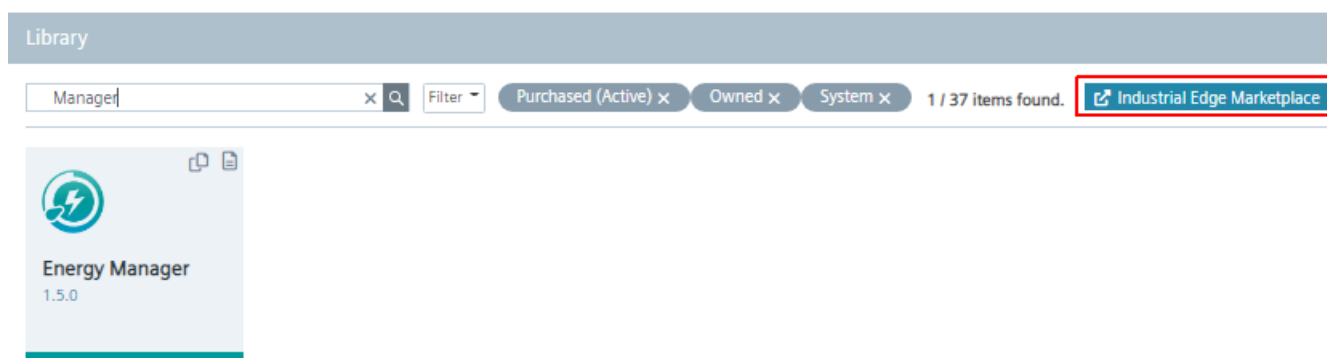 Library
Manager
Filter
Purchased (Active) x
Owned x
System x
1 / 37 items found.
Industrial Edge Marketplace
Energy Manager
1.5.0